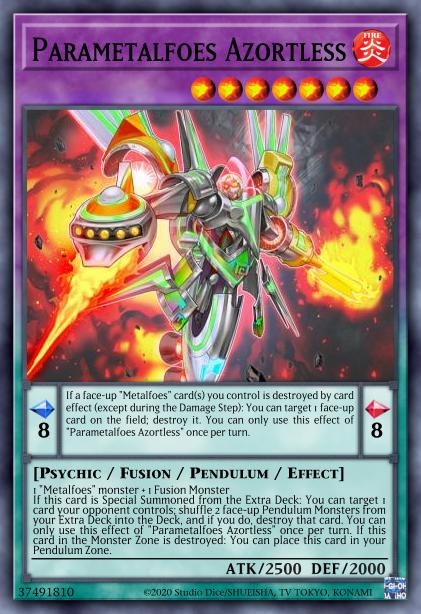 PARAMETALFOES AZORTLESS
FIRE
炎
If a face-up "Metalfoes" card(s) you control is destroyed by card
effect (except during the Damage Step): You can target 1 face-up
card on the field; destroy it. You can only use this effect of
"Parametalfoes Azortless" once per turn.
8
8
[PSYCHIC / FUSION / PENDULUM / EFFECT]
1 "Metalfoes" monster + 1 Fusion Monster
If this card is Special Summoned from the Extra Deck: You can target 1
card your opponent controls; shuffle 2 face-up Pendulum Monsters from
your Extra Deck into the Deck, and if you do, destroy that card. You can
only use this effect of "Parametalfoes Azortless" once per turn. If this
card in the Monster Zone is destroyed: You can place this card in your
Pendulum Zone.
ATK/2500 DEF/2000
37491810
©2020 Studio Dice/SHUEISHA, TV TOKYO, KONAMI